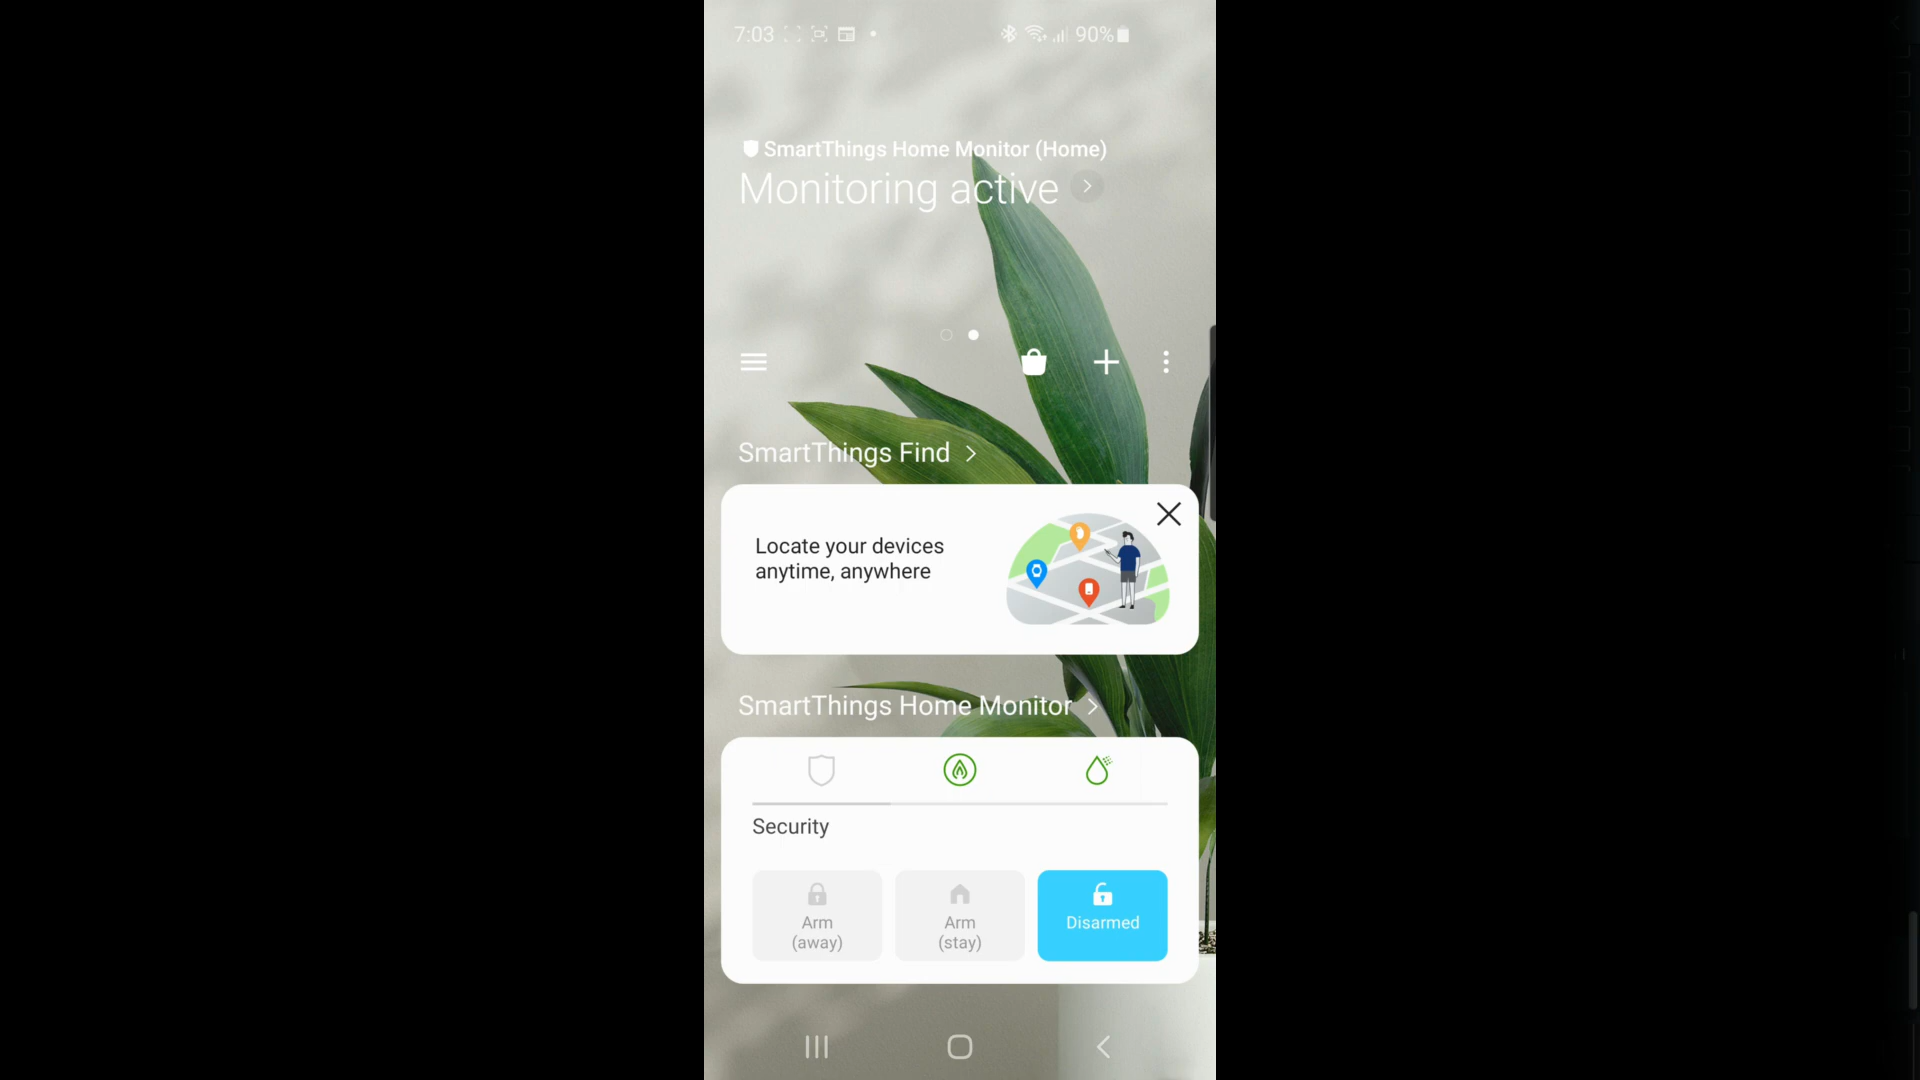 7:03
90%
SmartThings Home Monitor (Home)
Monitoring active
SmartThings Find
Locate your devices
anytime, anywhere
SmartThings Home Monitor
Security
Arm
(away)
Arm
(stay)
Disarmed